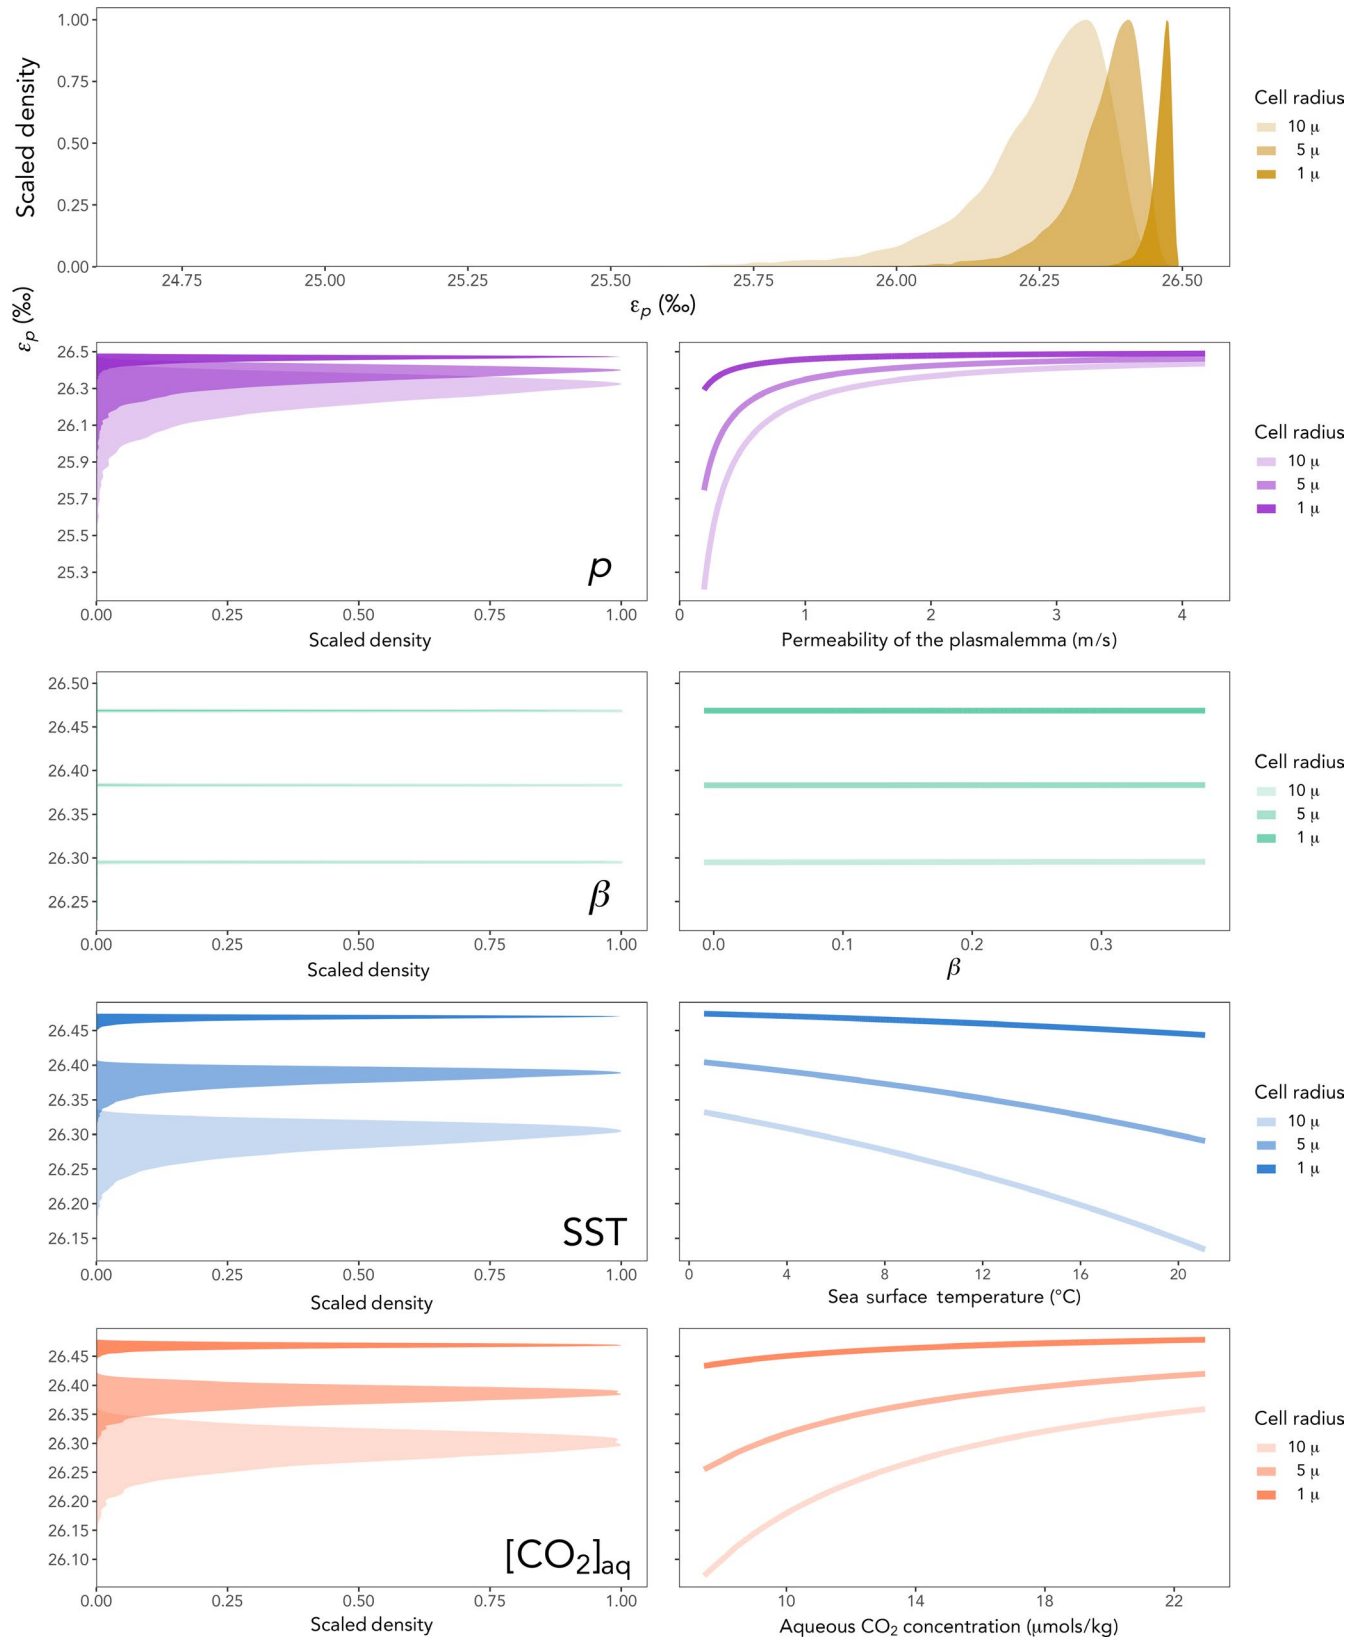 Scaled density
1.00
0.75
0.50
0.25
0.00
24.75 25.00 25.25 25.50 25.75 26.00 26.25 26.50
εp (‰)
Cell radius
10 μ
5 μ
1 μ
εp (‰)
26.5
26.3
26.1
25.9
25.7
25.5
25.3
p
0.00 0.25 0.50 0.75 1.00
Scaled density
0 1 2 3 4
Permeability of the plasmalemma (m/s)
Cell radius
10 μ
5 μ
1 μ
26.50
26.45
26.40
26.35
26.30
26.25
β
0.00 0.25 0.50 0.75 1.00
Scaled density
0.0 0.1 0.2 0.3
β
Cell radius
10 μ
5 μ
1 μ
26.45
26.40
26.35
26.30
26.25
26.20
26.15
SST
0.00 0.25 0.50 0.75 1.00
Scaled density
0 4 8 12 16 20
Sea surface temperature (°C)
Cell radius
10 μ
5 μ
1 μ
26.45
26.40
26.35
26.30
26.25
26.20
26.15
26.10
[CO₂]aq
0.00 0.25 0.50 0.75 1.00
Scaled density
10 14 18 22
Aqueous CO₂ concentration (μmols/kg)
Cell radius
10 μ
5 μ
1 μ